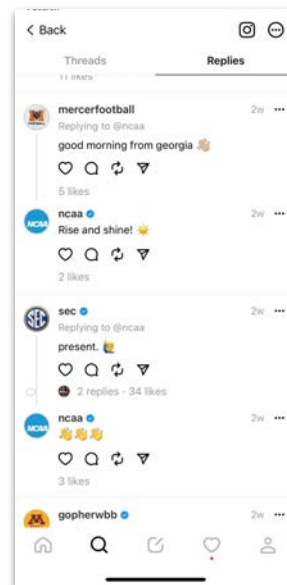 < Back
Threads
Replies
11 likes
mercerfootball 2w
Replying to @ncaa
good morning from georgia 👋🏼
5 likes
NCAA
ncaa 2w
Rise and shine! ☀️
2 likes
SEC
sec 2w
Replying to @ncaa
present. 🙋‍♂️
2 replies · 34 likes
NCAA
ncaa 2w
👋👋👋
3 likes
gopherwbb 2w